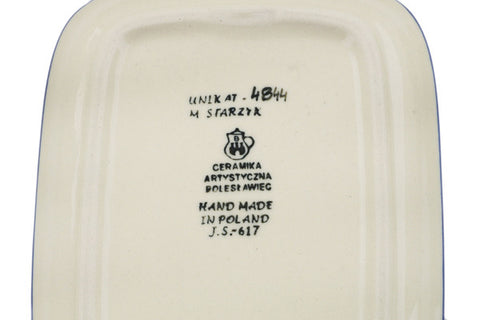 UNIKAT - 4844
M STARZYK
B
CERAMIKA
ARTYSTYCZNA
BOLESŁAWIEC
HAND MADE
IN POLAND
J.S.-617